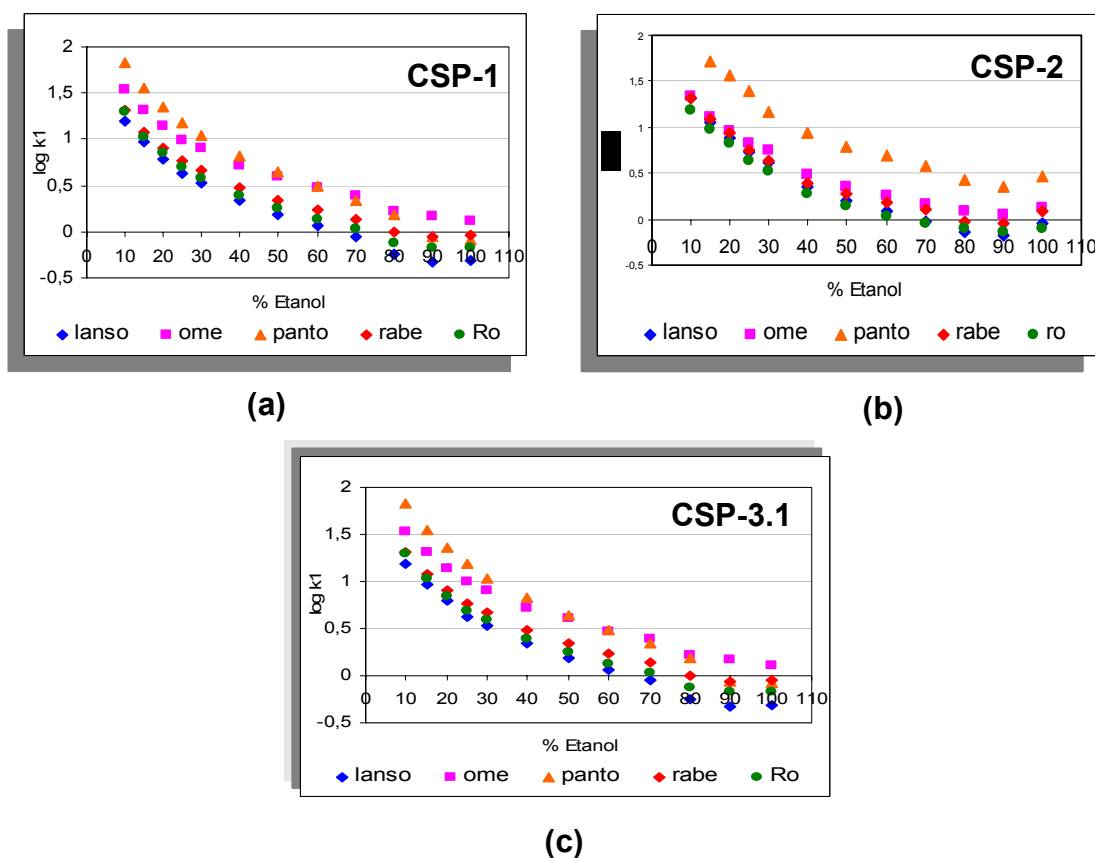 CSP-1
2
1,5
1
0,5
0
-0,5
log k1
0 10 20 30 40 50 60 70 80 90 100 110
% Etanol
lanso ome panto rabe Ro
(a)
CSP-2
2
1,5
1
0,5
0
-0,5
0 10 20 30 40 50 60 70 80 90 100 110
% Etanol
lanso ome panto rabe ro
(b)
CSP-3.1
2
1,5
1
0,5
0
-0,5
log k1
0 10 20 30 40 50 60 70 80 90 100 110
% Etanol
lanso ome panto rabe Ro
(c)